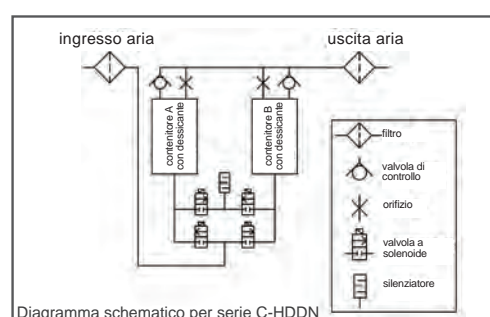 ingresso aria
uscita aria
contenitore A
con dessicante
contenitore B
con dessicante
filtro
valvola di
controllo
orifizio
valvola a
solenoide
silenziatore
Diagramma schematico per serie C-HDDN